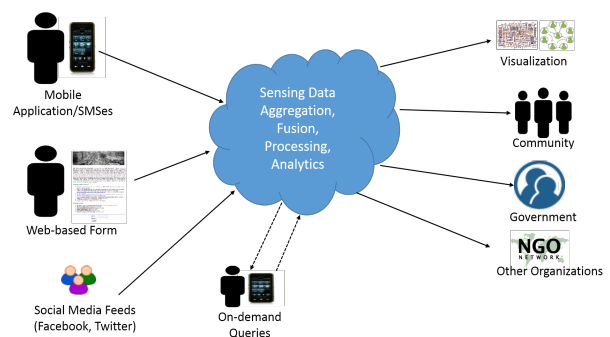 Mobile
Application/SMSes
Web-based Form
Social Media Feeds
(Facebook, Twitter)
Sensing Data
Aggregation,
Fusion,
Processing,
Analytics
On-demand
Queries
Visualization
Community
Government
NGO
NETWORK
Other Organizations